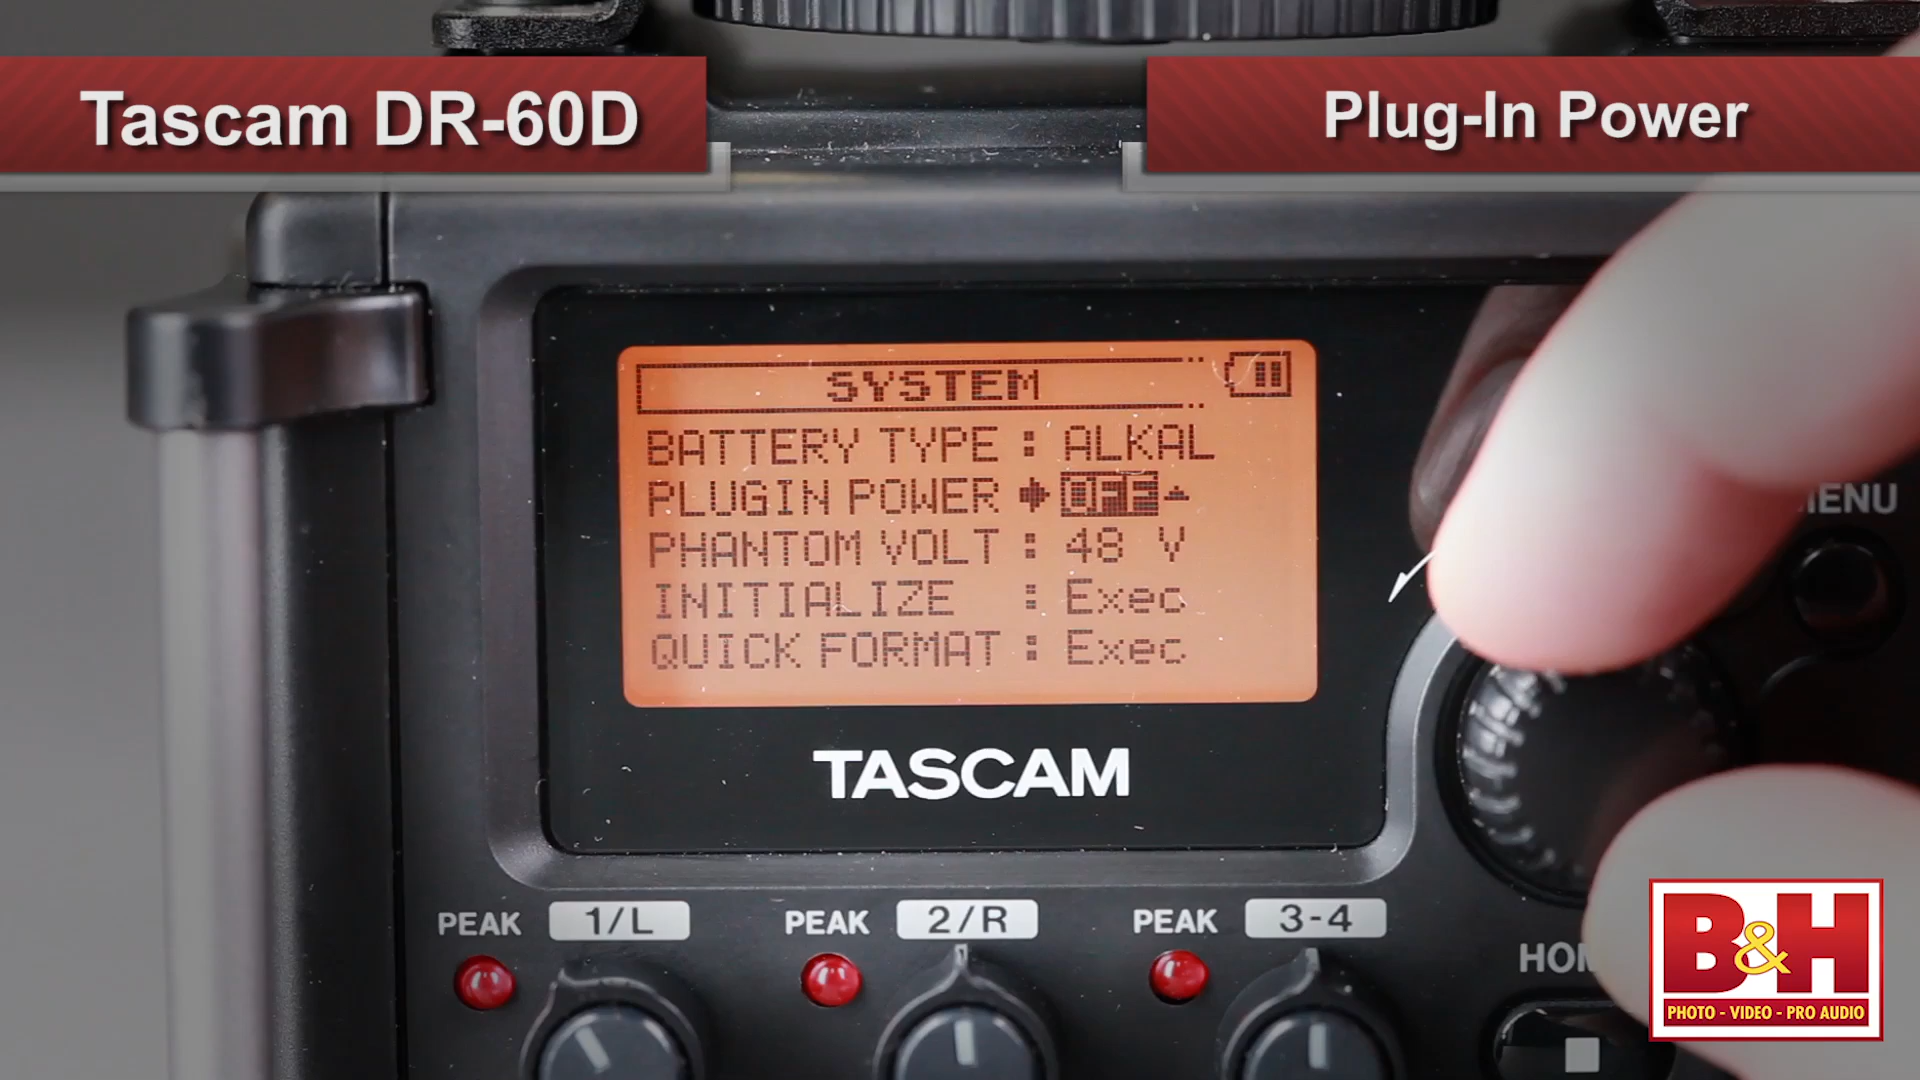 Tascam DR-60D
Plug-In Power
SYSTEM
BATTERY TYPE : ALKAL
PLUGIN POWER OFF
PHANTOM VOLT : 48 V
INITIALIZE : Exec
QUICK FORMAT : Exec
MENU
TASCAM
PEAK 1/L PEAK 2/R PEAK 3-4
B&H
PHOTO - VIDEO - PRO AUDIO